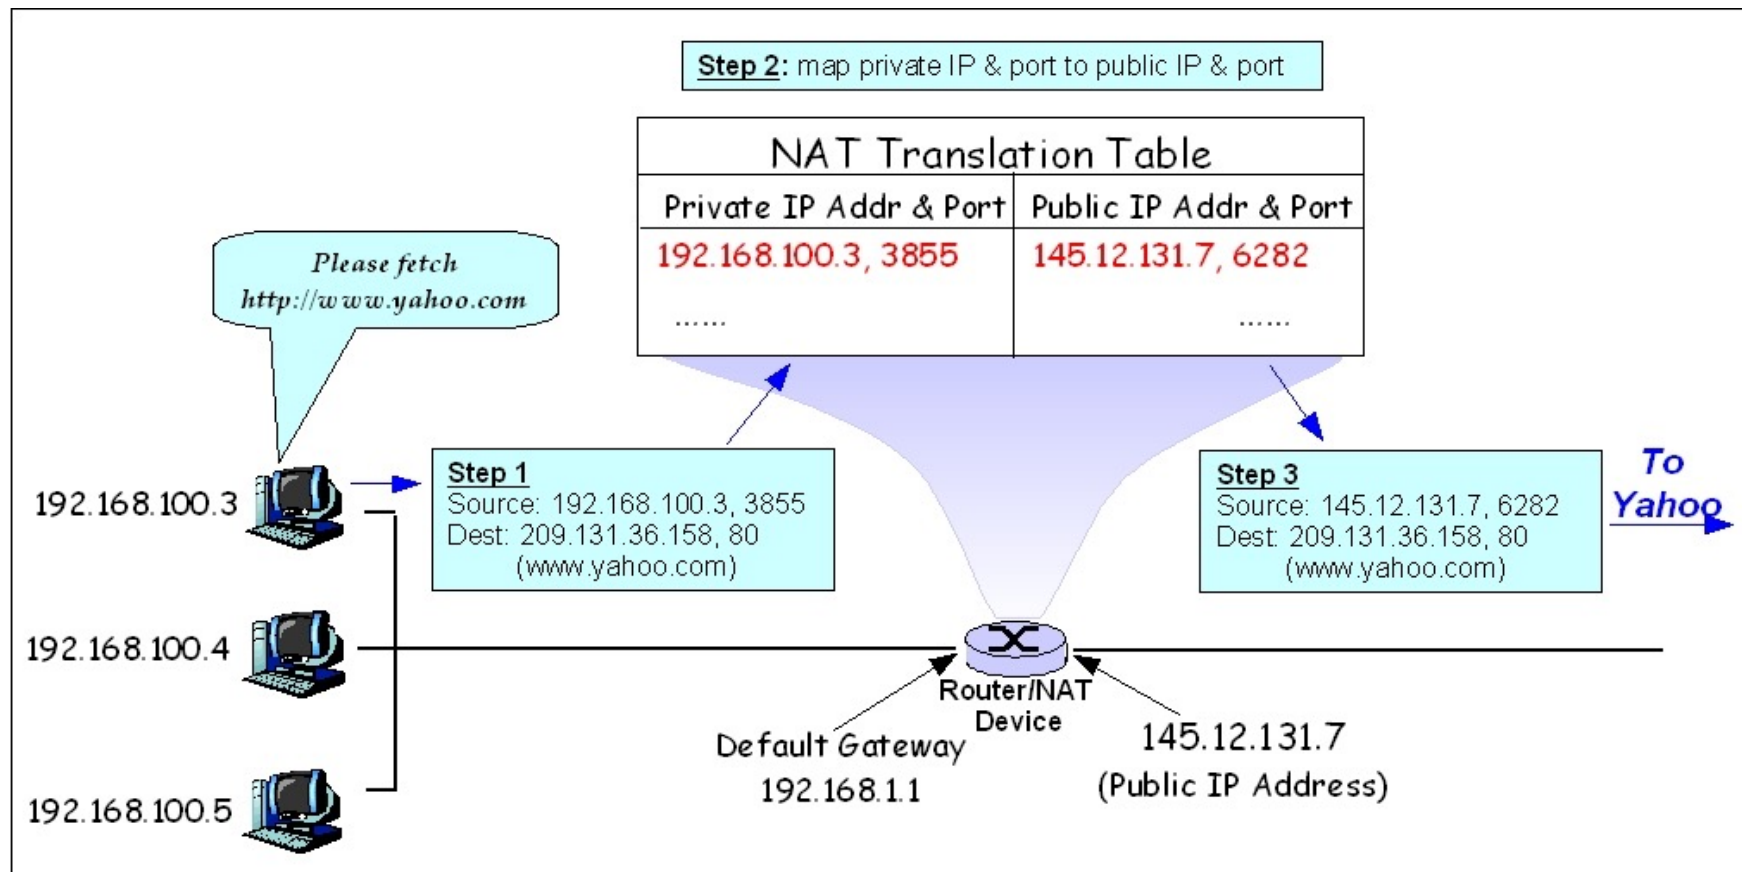 Step 2: map private IP & port to public IP & port
NAT Translation Table
Private IP Addr & Port Public IP Addr & Port
192.168.100.3, 3855 145.12.131.7, 6282
...... ......
Please fetch
http://www.yahoo.com
192.168.100.3
Step 1
Source: 192.168.100.3, 3855
Dest: 209.131.36.158, 80
(www.yahoo.com)
Step 3
Source: 145.12.131.7, 6282
Dest: 209.131.36.158, 80
(www.yahoo.com)
To
Yahoo
192.168.100.4
Router/NAT
Device
Default Gateway
192.168.1.1
145.12.131.7
(Public IP Address)
192.168.100.5